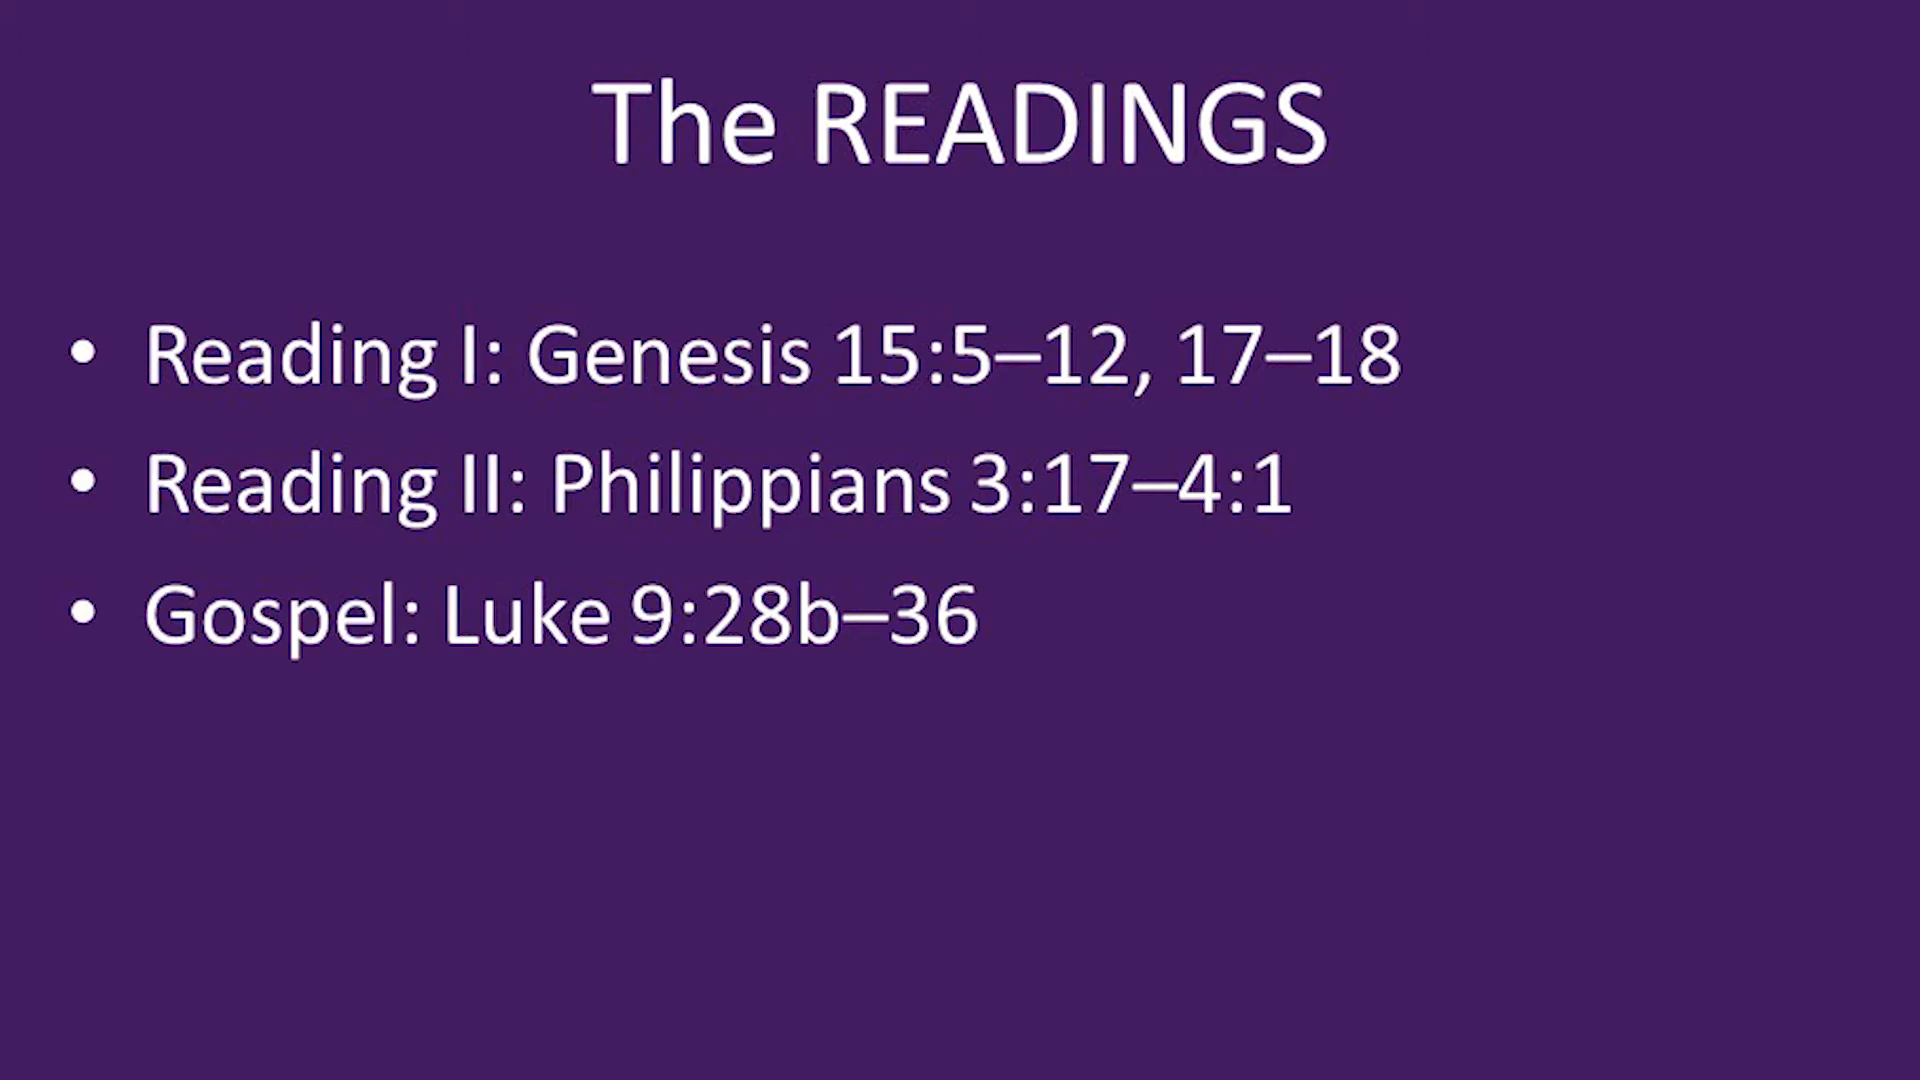 The READINGS
• Reading I: Genesis 15:5–12, 17–18
• Reading II: Philippians 3:17–4:1
• Gospel: Luke 9:28b–36